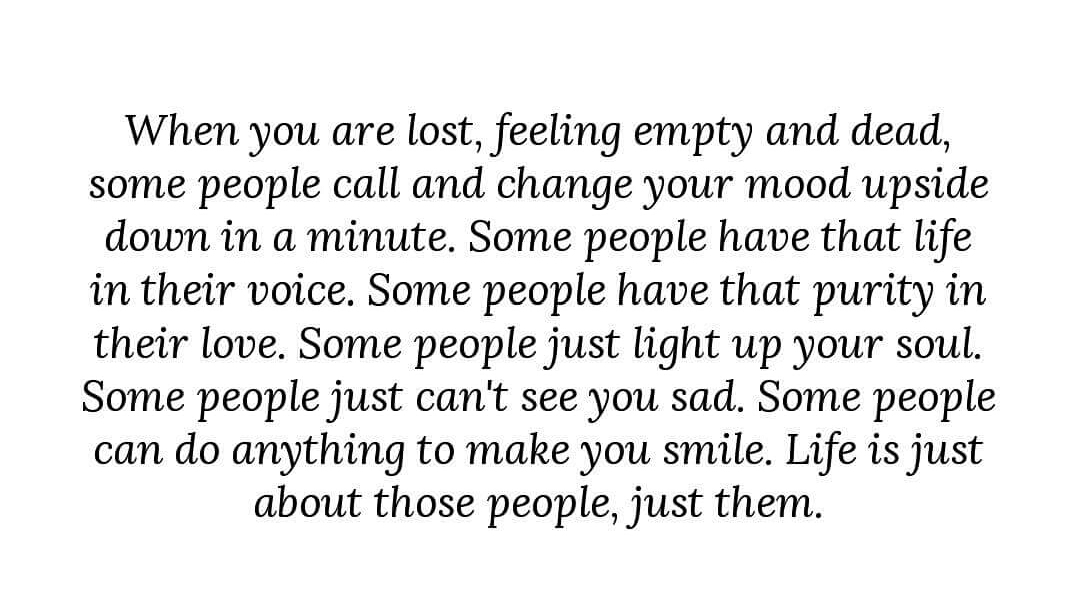 When you are lost, feeling empty and dead,
some people call and change your mood upside
down in a minute. Some people have that life
in their voice. Some people have that purity in
their love. Some people just light up your soul.
Some people just can't see you sad. Some people
can do anything to make you smile. Life is just
about those people, just them.